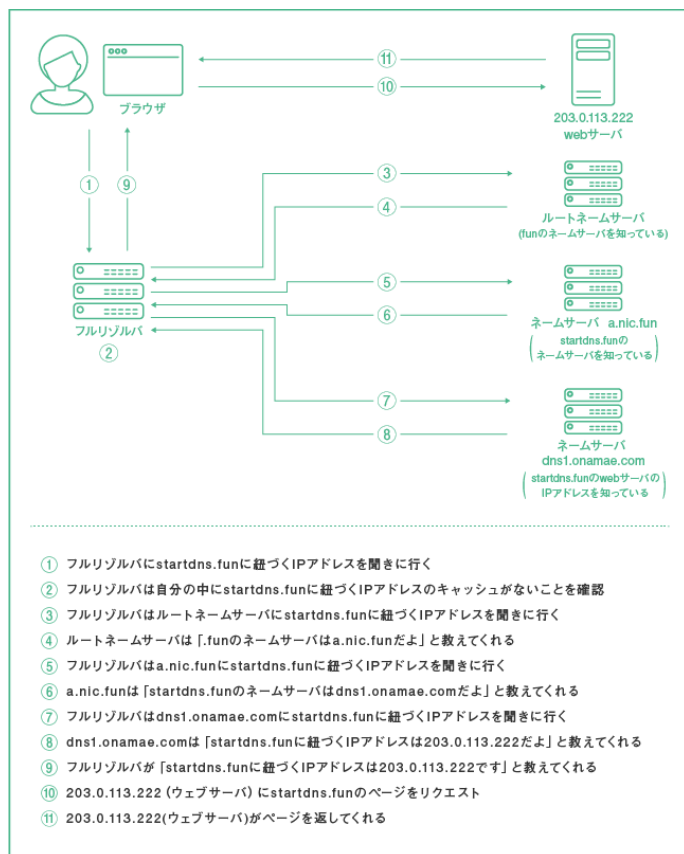 ⑪
⑩
ブラウザ
203.0.113.222
webサーバ
① ⑨
③
④
ルートネームサーバ
(funのネームサーバを知っている)
⑤
⑥
フルリゾルバ
②
ネームサーバ a.nic.fun
(startdns.funの
ネームサーバを知っている)
⑦
⑧
ネームサーバ
dns1.onamae.com
(startdns.funのwebサーバの
IPアドレスを知っている)
① フルリゾルバにstartdns.funに紐づくIPアドレスを聞きに行く
② フルリゾルバは自分の中にstartdns.funに紐づくIPアドレスのキャッシュがないことを確認
③ フルリゾルバはルートネームサーバにstartdns.funに紐づくIPアドレスを聞きに行く
④ ルートネームサーバは「.funのネームサーバはa.nic.funだよ」と教えてくれる
⑤ フルリゾルバはa.nic.funにstartdns.funに紐づくIPアドレスを聞きに行く
⑥ a.nic.funは「startdns.funのネームサーバはdns1.onamae.comだよ」と教えてくれる
⑦ フルリゾルバはdns1.onamae.comにstartdns.funに紐づくIPアドレスを聞きに行く
⑧ dns1.onamae.comは「startdns.funに紐づくIPアドレスは203.0.113.222だよ」と教えてくれる
⑨ フルリゾルバが「startdns.funに紐づくIPアドレスは203.0.113.222です」と教えてくれる
⑩ 203.0.113.222 (ウェブサーバ) にstartdns.funのページをリクエスト
⑪ 203.0.113.222(ウェブサーバ)がページを返してくれる